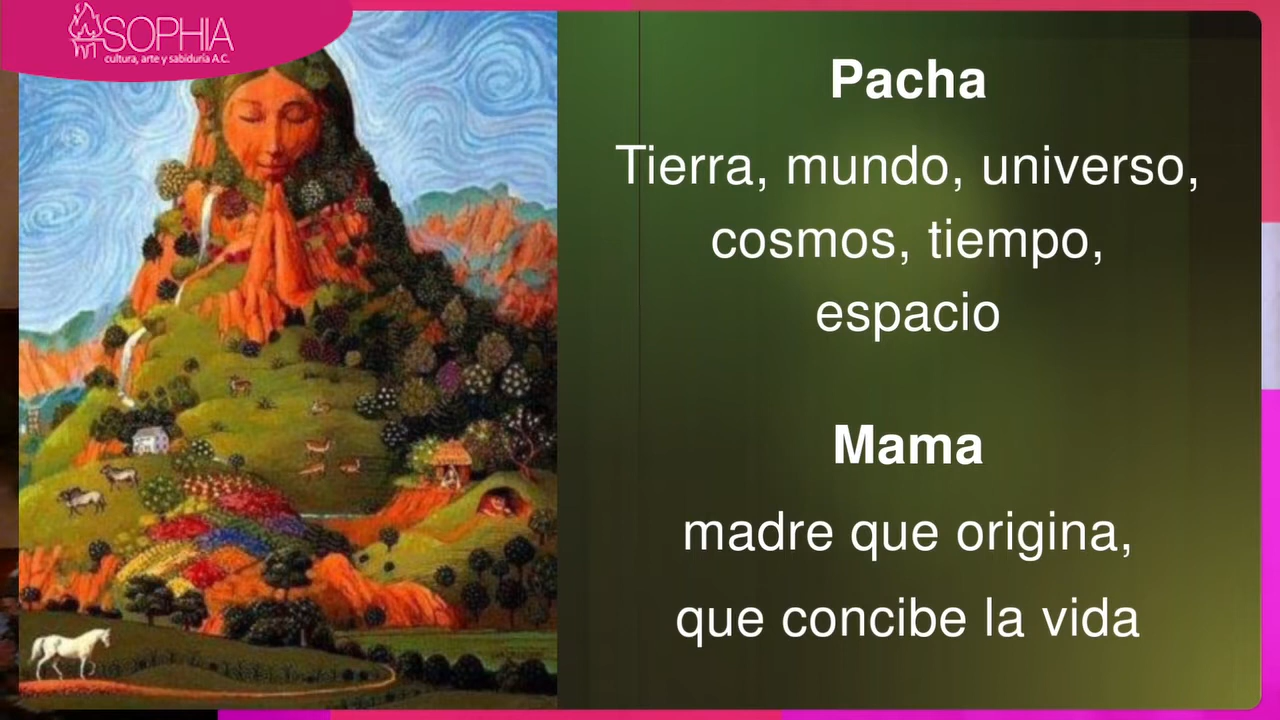 SOPHIA
cultura, arte y sabiduría A.C.
Pacha
Tierra, mundo, universo,
cosmos, tiempo,
espacio
Mama
madre que origina,
que concibe la vida